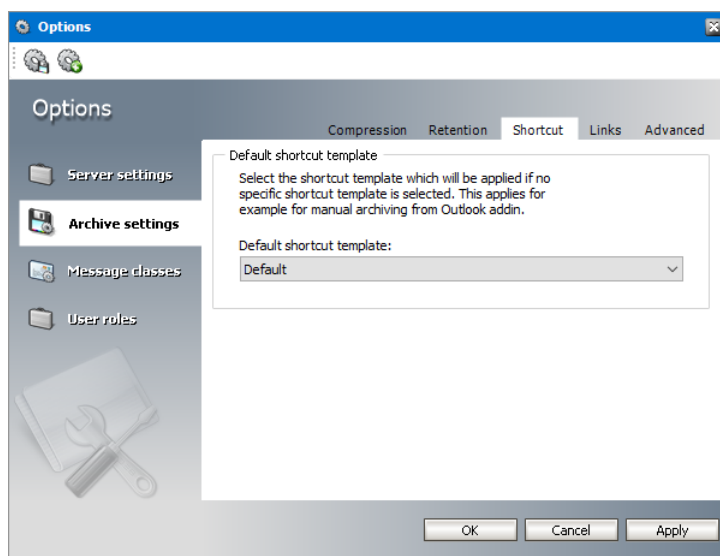 Options
Options
Compression Retention Shortcut Links Advanced
Server settings
Archive settings
Message classes
User roles
Default shortcut template
Select the shortcut template which will be applied if no
specific shortcut template is selected. This applies for
example for manual archiving from Outlook addin.
Default shortcut template:
Default
OK Cancel Apply